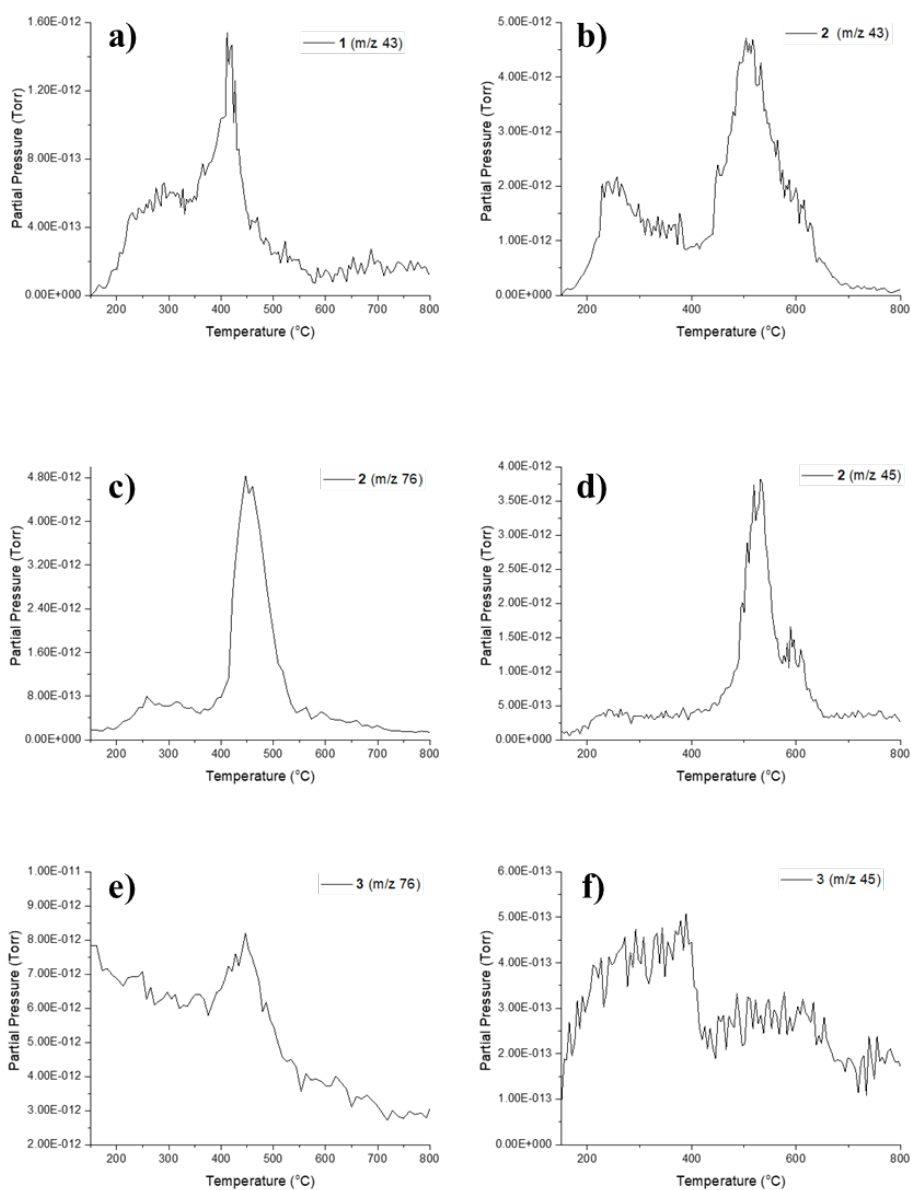 a)
1 (m/z 43)
1.60E-012
1.20E-012
8.00E-013
4.00E-013
0.00E+000
Partial Pressure (Torr)
200 300 400 500 600 700 800
Temperature (°C)
b)
2 (m/z 43)
5.00E-012
4.00E-012
3.00E-012
2.00E-012
1.00E-012
0.00E+000
Partial Pressure (Torr)
200 400 600 800
Temperature (°C)
c)
2 (m/z 76)
4.80E-012
4.00E-012
3.20E-012
2.40E-012
1.60E-012
8.00E-013
0.00E+000
Partial Pressure (Torr)
200 300 400 500 600 700 800
Temperature (°C)
d)
2 (m/z 45)
4.00E-012
3.50E-012
3.00E-012
2.50E-012
2.00E-012
1.50E-012
1.00E-012
5.00E-013
0.00E+000
Partial Pressure (Torr)
200 400 600 800
Temperature (°C)
e)
3 (m/z 76)
1.00E-011
9.00E-012
8.00E-012
7.00E-012
6.00E-012
5.00E-012
4.00E-012
3.00E-012
2.00E-012
Partial Pressure (Torr)
200 300 400 500 600 700 800
Temperature (°C)
f)
3 (m/z 45)
6.00E-013
5.00E-013
4.00E-013
3.00E-013
2.00E-013
1.00E-013
0.00E+000
Partial Pressure (Torr)
200 400 600 800
Temperature (°C)